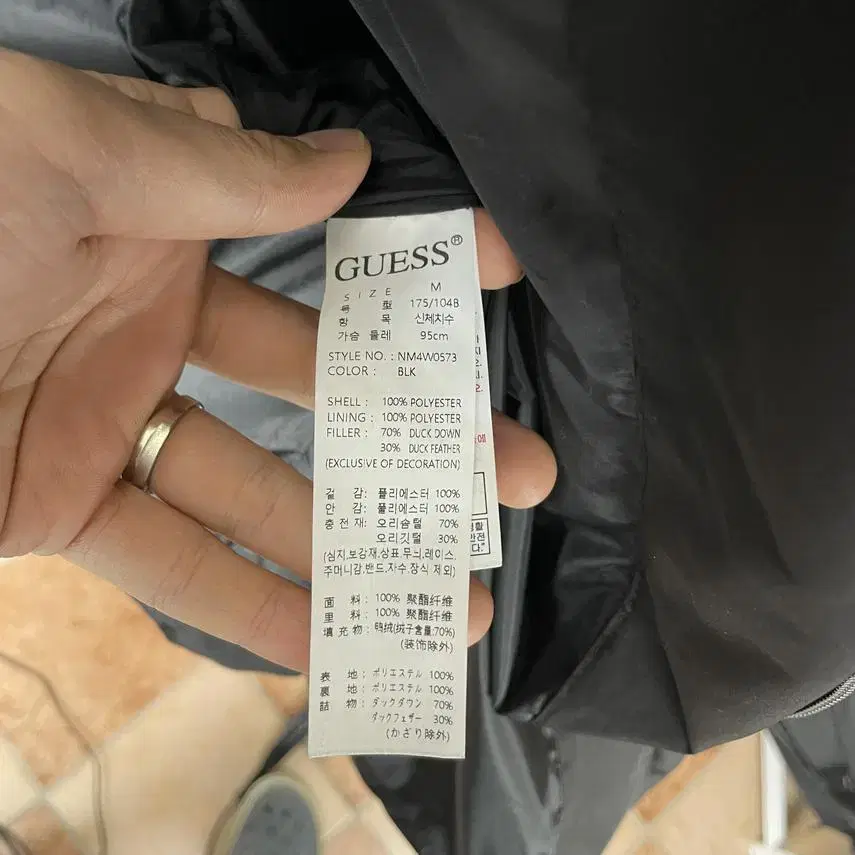 GUESS®
SIZE M
号 型 175/104B
항 목 신체치수
가슴 둘레 95cm
STYLE NO. : NM4W0573
COLOR : BLK
SHELL : 100% POLYESTER
LINING : 100% POLYESTER
FILLER : 70% DUCK DOWN
30% DUCK FEATHER
(EXCLUSIVE OF DECORATION)
겉 감 : 폴리에스터 100%
안 감 : 폴리에스터 100%
충 전 재 : 오리솜털 70%
오리깃털 30%
(심지,보강재,상표,무늬,레이스,
주머니감,밴드,자수,장식 제외)
面 料 : 100% 聚酯纤维
里 料 : 100% 聚酯纤维
填 充 物 : 鸭绒(绒子含量:70%)
(装饰除外)
表 地 : ポリエステル 100%
裏 地 : ポリエステル 100%
詰 物 : ダックダウン 70%
ダックフェザー 30%
(かざり除外)